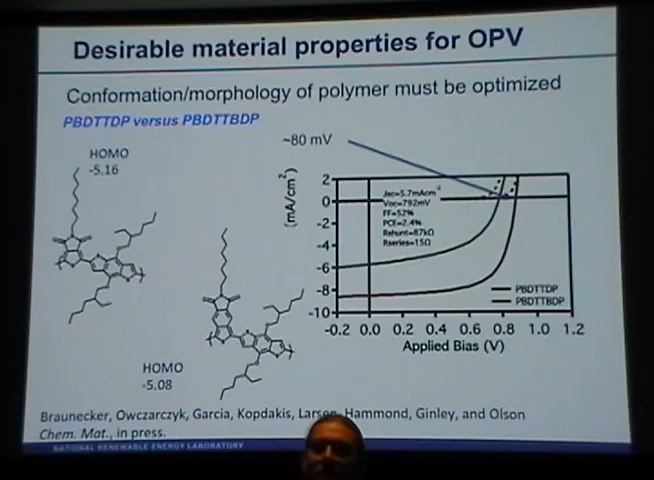 Desirable material properties for OPV
Conformation/morphology of polymer must be optimized
PBDTTDP versus PBDTTBDP
HOMO
-5.16
HOMO
-5.08
~80 mV
(mA/cm²)
2
0
-2
-4
-6
-8
-10
Jsc=5.7mAcm⁻²
Voc=792mV
FF=52%
PCE=2.4%
Rshunt=87kΩ
Rseries=15Ω
PBDTTDP
PBDTTBDP
-0.2 0.0 0.2 0.4 0.6 0.8 1.0 1.2
Applied Bias (V)
Braunecker, Owczarczyk, Garcia, Kopdakis, Larsen, Hammond, Ginley, and Olson
Chem. Mat., in press.
NATIONAL RENEWABLE ENERGY LABORATORY